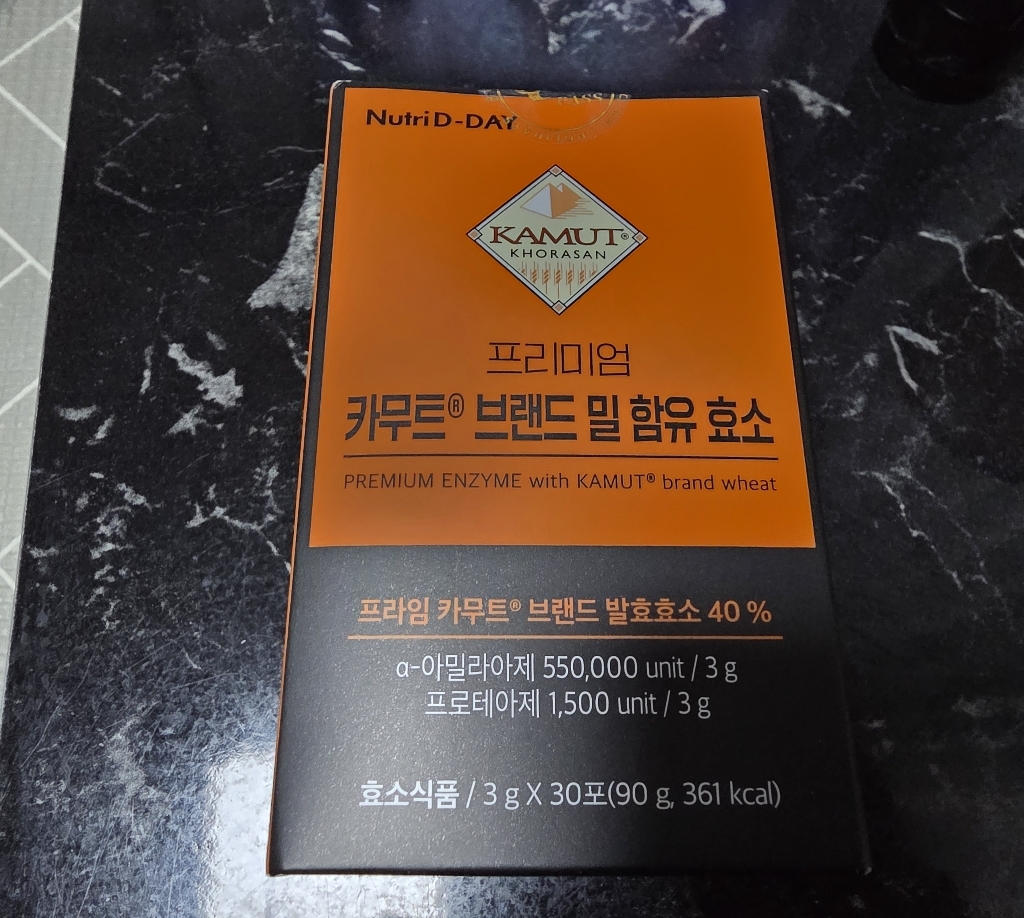 Nutri D-DAY
KAMUT®
KHORASAN
프리미엄
카무트® 브랜드 밀 함유 효소
PREMIUM ENZYME with KAMUT® brand wheat
프라임 카무트® 브랜드 발효효소 40 %
α-아밀라아제 550,000 unit / 3 g
프로테아제 1,500 unit / 3 g
효소식품 / 3 g X 30포(90 g, 361 kcal)